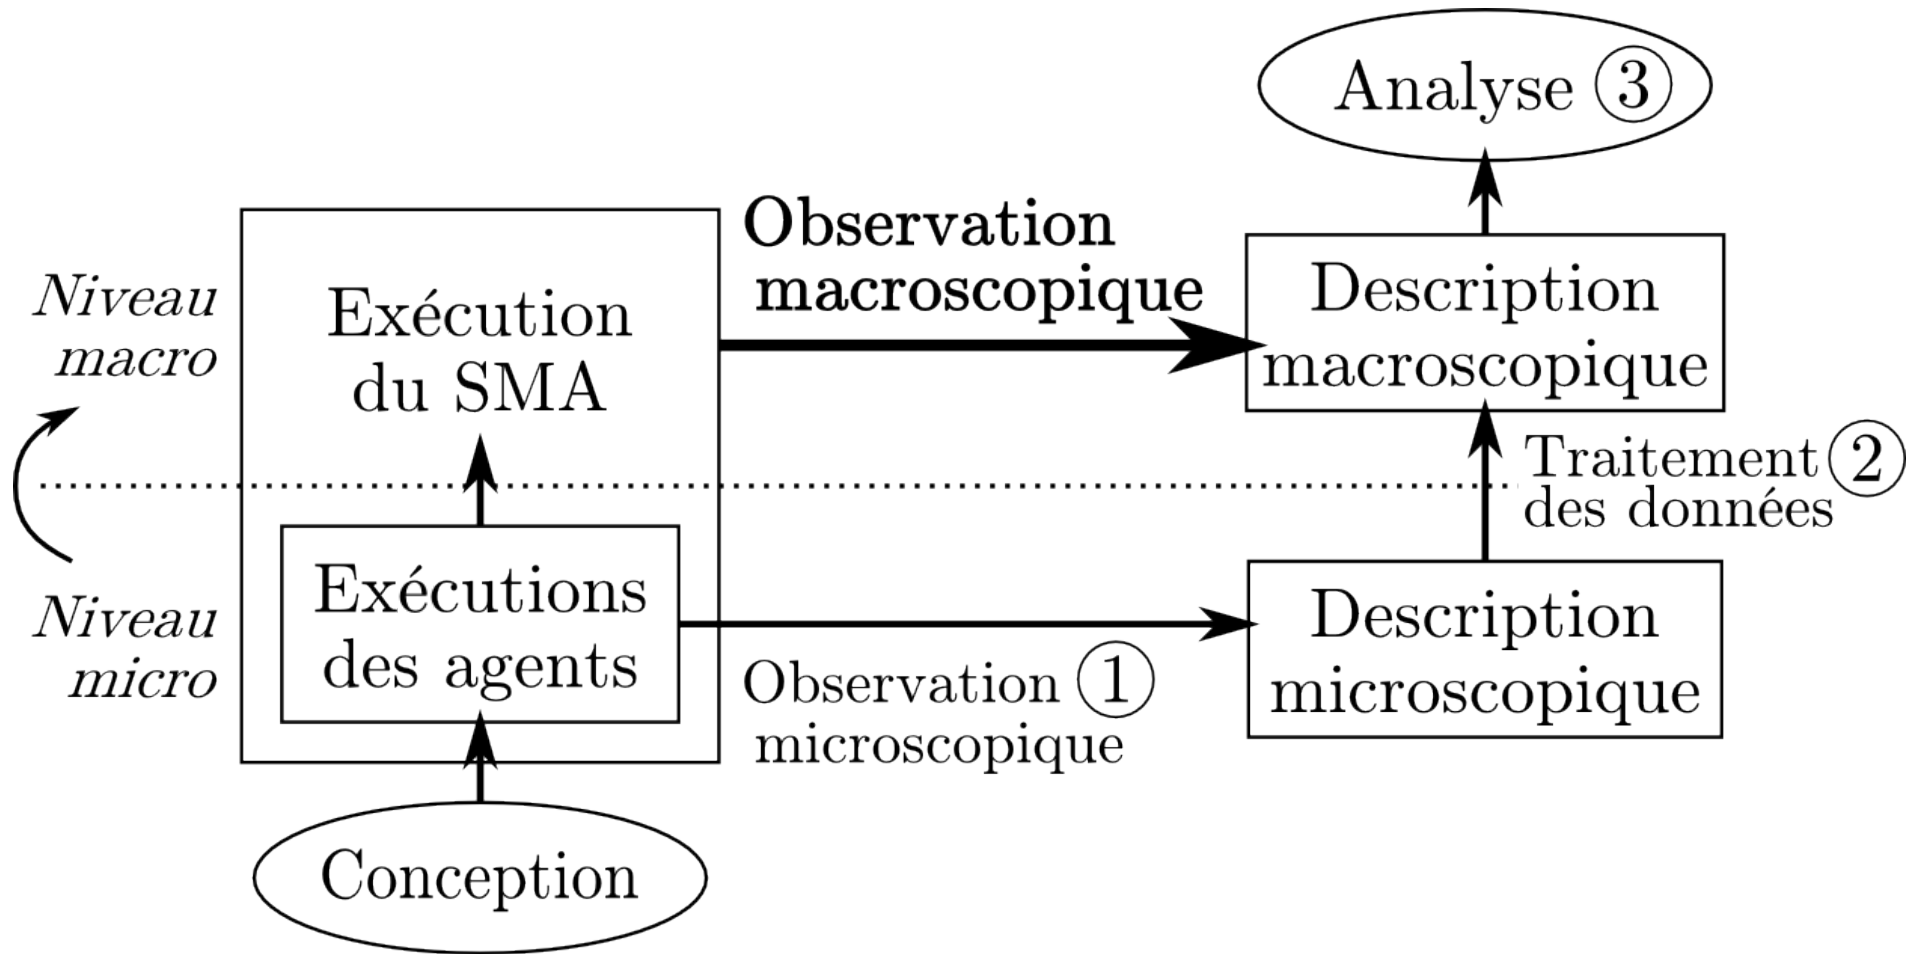 Analyse 3
Observation
macroscopique
Niveau
macro
Exécution
du SMA
Description
macroscopique
Traitement 2
des données
Niveau
micro
Exécutions
des agents
Observation 1
microscopique
Description
microscopique
Conception